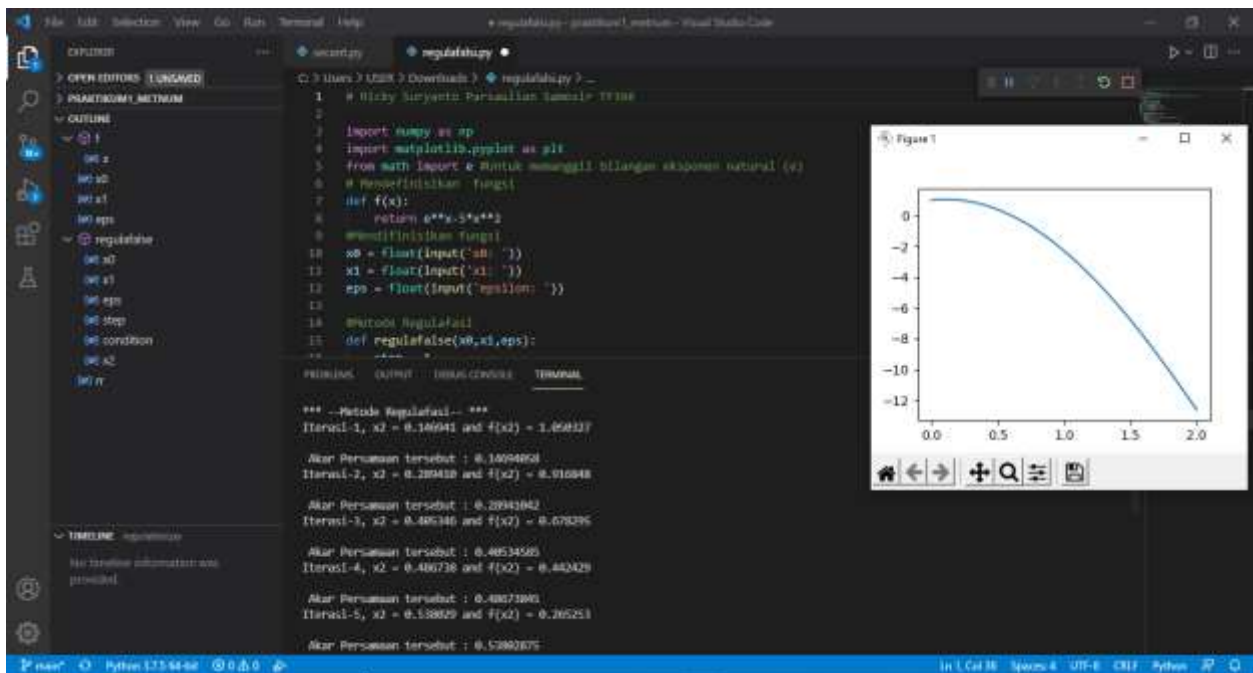 File Edit Selection View Go Run Terminal Help
regulafalsi.py - praktikum1_metnum - Visual Studio Code
EXPLORER
OPEN EDITORS 1 UNSAVED
PRAKTIKUM1_METNUM
OUTLINE
f
x
x0
x1
eps
regulafalse
x0
x1
eps
step
condition
x2
TIMELINE regulafalsi.py
No timeline information was
provided.
secant.py regulafalsi.py
C: > Users > USER > Downloads > regulafalsi.py > ...
1 # Ricky Suryanto Parsaulian
2
3 import numpy as np
4 import matplotlib.pyplot as plt
5 from math import e #Untuk memanggil bilangan eksponen natural (e)
6 # Mendefinisikan fungsi
7 def f(x):
8 return e**x-5*x**2
9 #Mendifinisikan fungsi
10 x0 = float(input('x0: '))
11 x1 = float(input('x1: '))
12 eps = float(input('epsilon: '))
13
14 #Metode Regulafasi
15 def regulafalse(x0,x1,eps):
PROBLEMS OUTPUT DEBUG CONSOLE TERMINAL
*** --Metode Regulafasi-- ***
Iterasi-1, x2 = 0.146941 and f(x2) = 1.050327
Akar Persamaan tersebut : 0.14694058
Iterasi-2, x2 = 0.289410 and f(x2) = 0.916848
Akar Persamaan tersebut : 0.28941042
Iterasi-3, x2 = 0.405346 and f(x2) = 0.678295
Akar Persamaan tersebut : 0.40534585
Iterasi-4, x2 = 0.486738 and f(x2) = 0.442429
Akar Persamaan tersebut : 0.48673845
Iterasi-5, x2 = 0.538029 and f(x2) = 0.265253
Akar Persamaan tersebut : 0.53802875
Figure 1
0
−2
−4
−6
−8
−10
−12
0.0 0.5 1.0 1.5 2.0
main* Python 3.7.5 64-bit 0 0
Ln 1, Col 38 Spaces: 4 UTF-8 CRLF Python